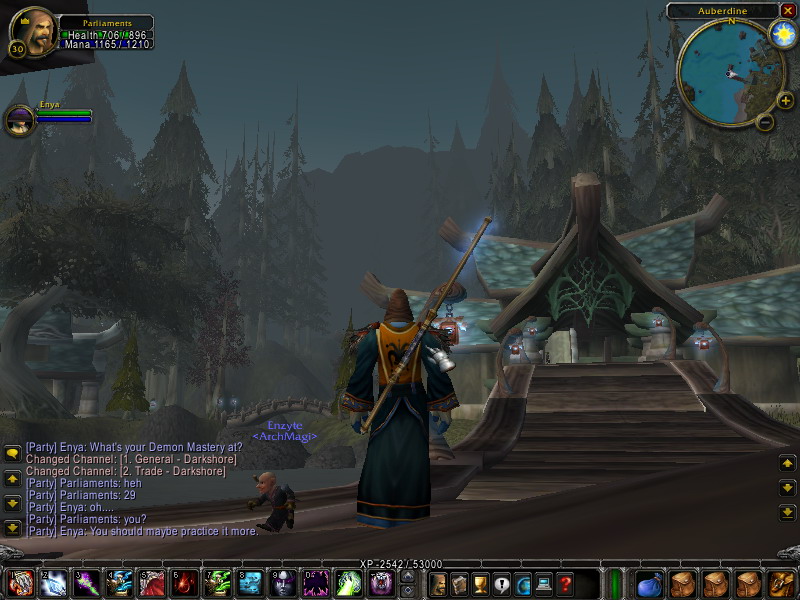 Parliaments
Health 706 / 896
Mana 1165 / 1210
30
Auberdine
N
Enya
Enzyte
<ArchMagi>
[Party] Enya: What's your Demon Mastery at?
Changed Channel: [1. General - Darkshore]
Changed Channel: [2. Trade - Darkshore]
[Party] Parliaments: heh
[Party] Parliaments: 29
[Party] Enya: oh....
[Party] Parliaments: you?
[Party] Enya: You should maybe practice it more.
XP -2542 / 53000